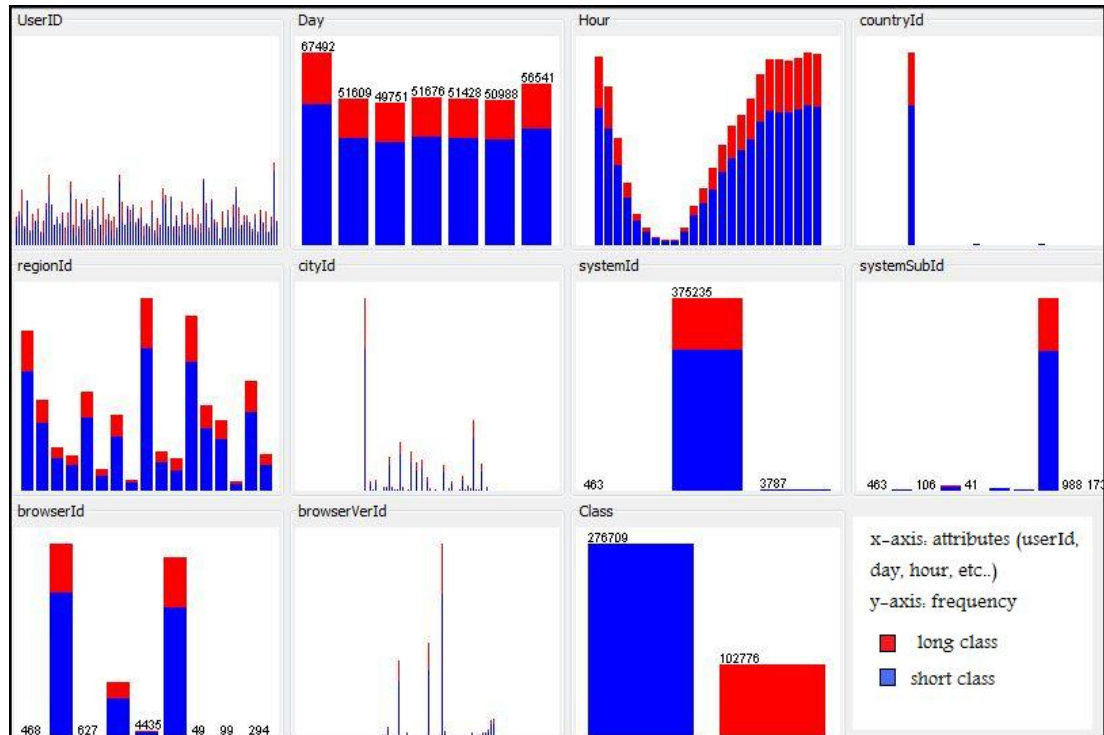 UserID
Day
Hour
countryId
67492
51609
49751
51676
51428
50988
56541
regionId
cityId
systemId
systemSubId
463
375235
3787
463
106
41
988
173
browserId
browserVerId
Class
468
627
4435
49
99
294
276709
102776
x-axis: attributes (userId,
day, hour, etc..)
y-axis: frequency
long class
short class